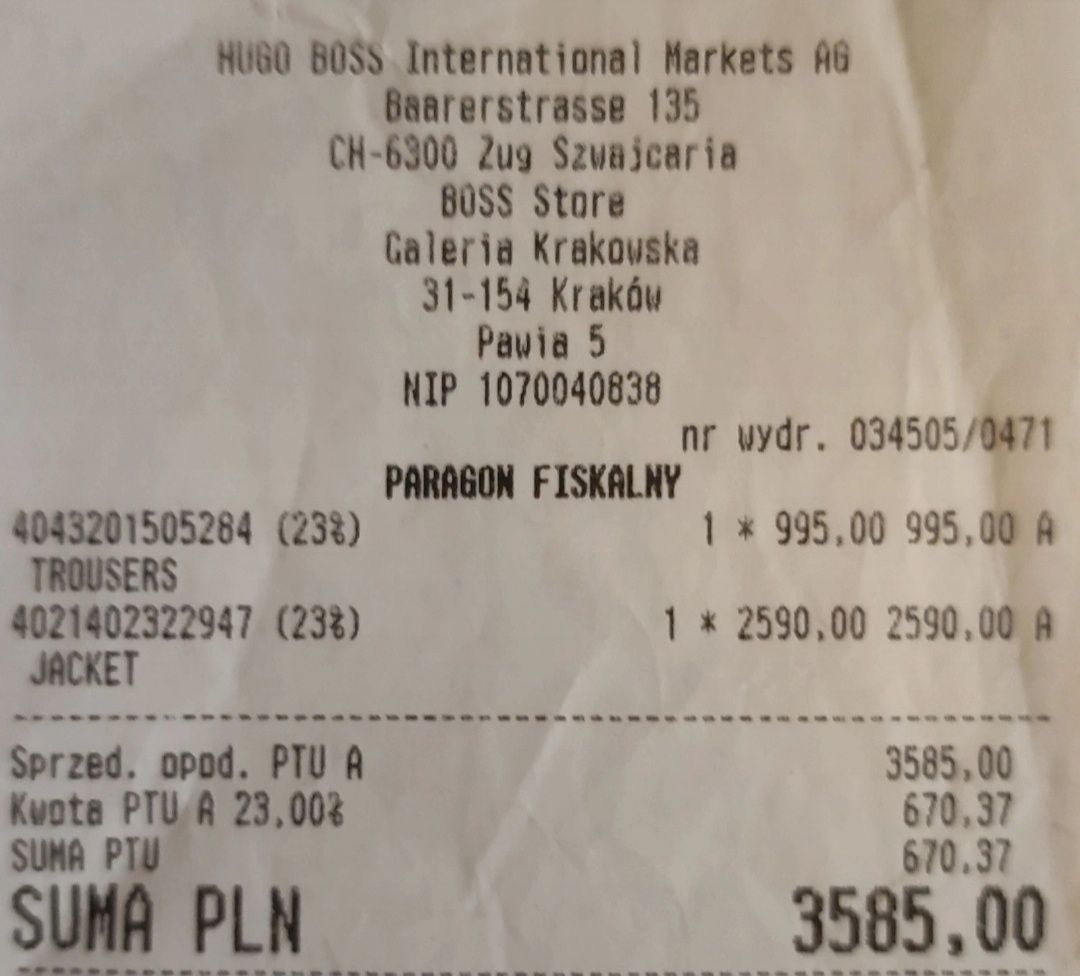 HUGO BOSS International Markets AG
Baarerstrasse 135
CH-6300 Zug Szwajcaria
BOSS Store
Galeria Krakowska
31-154 Kraków
Pawia 5
NIP 1070040838
nr wydr. 034505/0471
PARAGON FISKALNY
4043201505284 (23%) 1 * 995,00 995,00 A
TROUSERS
4021402322947 (23%) 1 * 2590,00 2590,00 A
JACKET
Sprzed. opod. PTU A 3585,00
Kwota PTU A 23,00% 670,37
SUMA PTU 670,37
SUMA PLN 3585,00